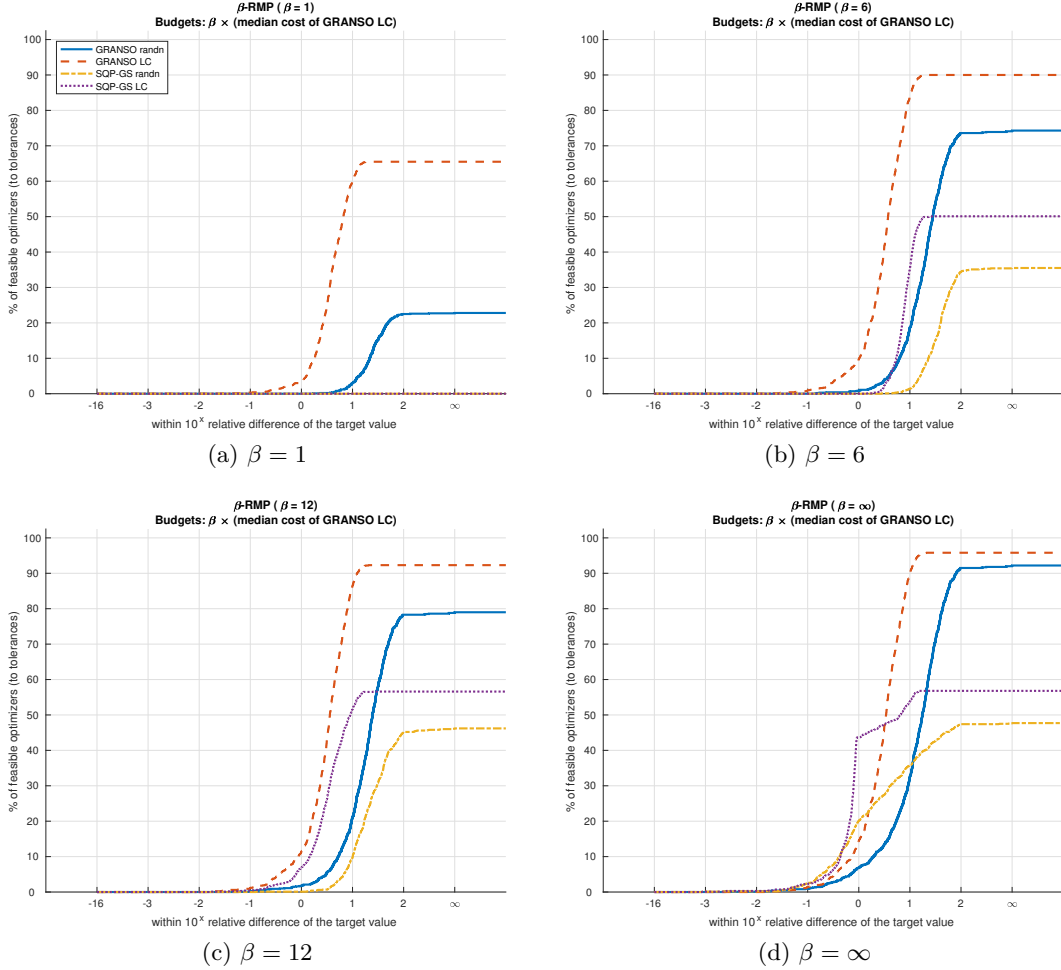 β-RMP ( β = 1)
Budgets: β × (median cost of GRANSO LC)
% of feasible optimizers (to tolerances)
100
90
80
70
60
50
40
30
20
10
0
GRANSO randn
GRANSO LC
SQP-GS randn
SQP-GS LC
-16 -3 -2 -1 0 1 2 ∞
within 10^x relative difference of the target value
(a) β = 1
β-RMP ( β = 6)
Budgets: β × (median cost of GRANSO LC)
% of feasible optimizers (to tolerances)
100
90
80
70
60
50
40
30
20
10
0
-16 -3 -2 -1 0 1 2 ∞
within 10^x relative difference of the target value
(b) β = 6
β-RMP ( β = 12)
Budgets: β × (median cost of GRANSO LC)
% of feasible optimizers (to tolerances)
100
90
80
70
60
50
40
30
20
10
0
-16 -3 -2 -1 0 1 2 ∞
within 10^x relative difference of the target value
(c) β = 12
β-RMP ( β = ∞)
Budgets: β × (median cost of GRANSO LC)
% of feasible optimizers (to tolerances)
100
90
80
70
60
50
40
30
20
10
0
-16 -3 -2 -1 0 1 2 ∞
within 10^x relative difference of the target value
(d) β = ∞